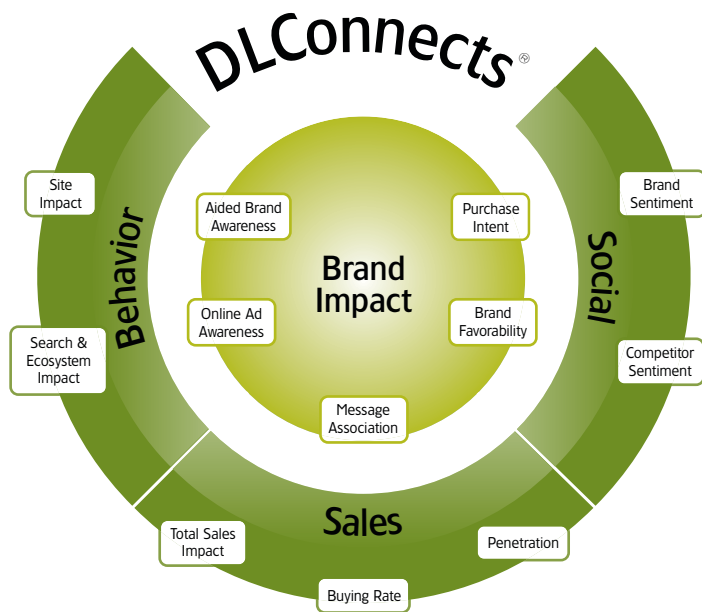 DLConnects®
Site
Impact
Search &
Ecosystem
Impact
Behavior
Aided Brand
Awareness
Online Ad
Awareness
Brand
Impact
Purchase
Intent
Brand
Favorability
Message
Association
Social
Brand
Sentiment
Competitor
Sentiment
Sales
Total Sales
Impact
Buying Rate
Penetration